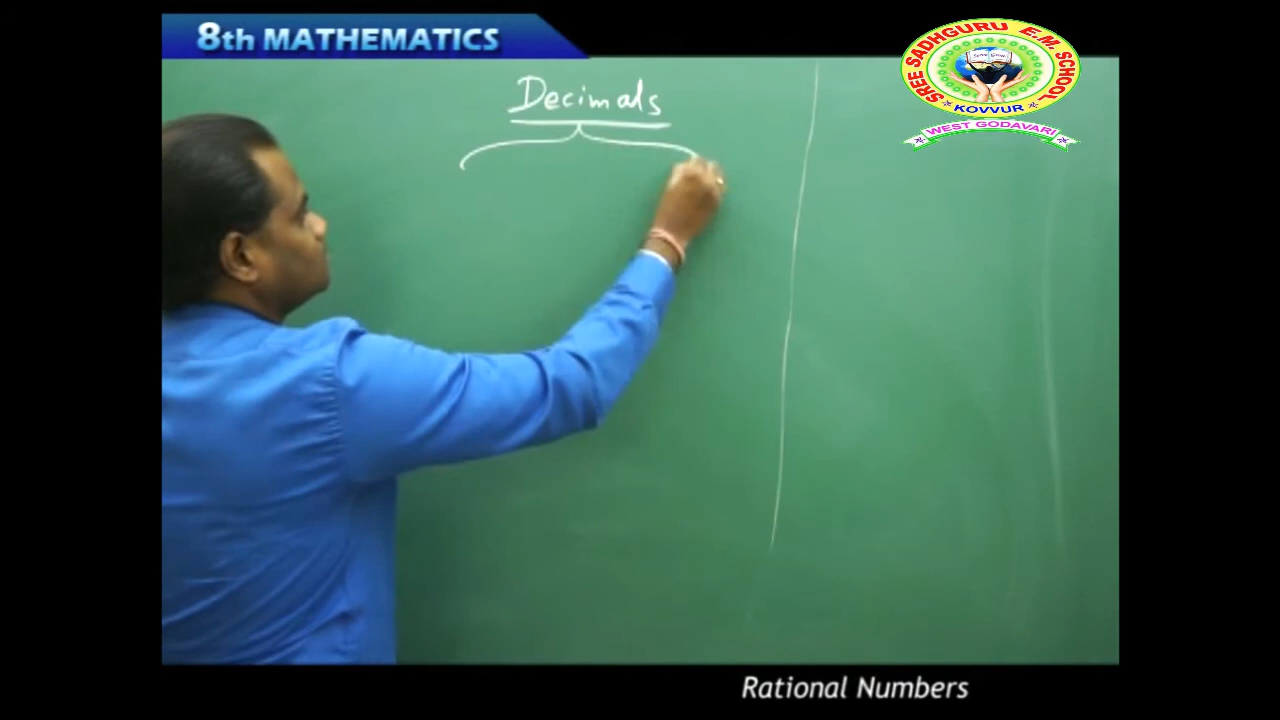 8th MATHEMATICS
SREE SADHGURU E.M. SCHOOL
KOVVUR
WEST GODAVARI
Decimals
Rational Numbers